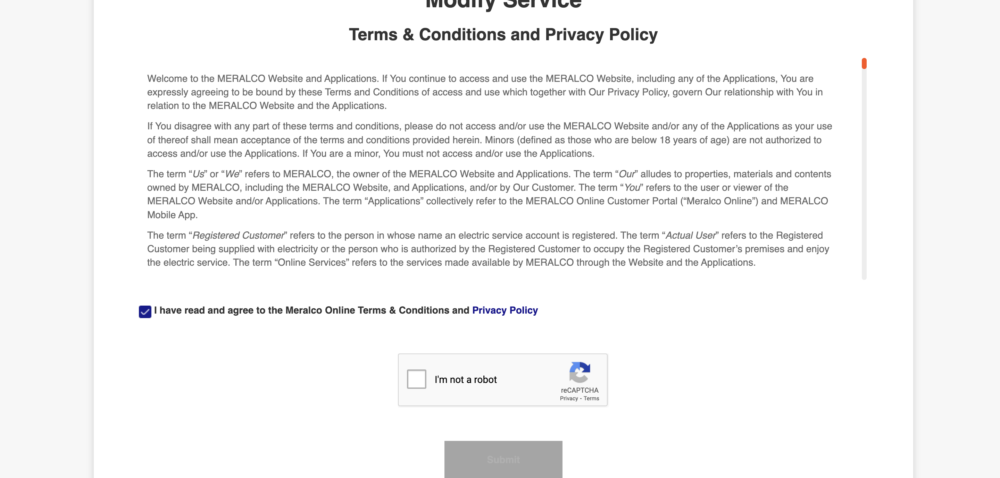 Modify Service
Terms & Conditions and Privacy Policy
Welcome to the MERALCO Website and Applications. If You continue to access and use the MERALCO Website, including any of the Applications, You are
expressly agreeing to be bound by these Terms and Conditions of access and use which together with Our Privacy Policy, govern Our relationship with You in
relation to the MERALCO Website and the Applications.
If You disagree with any part of these terms and conditions, please do not access and/or use the MERALCO Website and/or any of the Applications as your use
of thereof shall mean acceptance of the terms and conditions provided herein. Minors (defined as those who are below 18 years of age) are not authorized to
access and/or use the Applications. If You are a minor, You must not access and/or use the Applications.
The term “Us” or “We” refers to MERALCO, the owner of the MERALCO Website and Applications. The term “Our” alludes to properties, materials and contents
owned by MERALCO, including the MERALCO Website, and Applications, and/or by Our Customer. The term “You” refers to the user or viewer of the
MERALCO Website and/or Applications. The term “Applications” collectively refer to the MERALCO Online Customer Portal (“Meralco Online”) and MERALCO
Mobile App.
The term “Registered Customer” refers to the person in whose name an electric service account is registered. The term “Actual User” refers to the Registered
Customer being supplied with electricity or the person who is authorized by the Registered Customer to occupy the Registered Customer’s premises and enjoy
the electric service. The term “Online Services” refers to the services made available by MERALCO through the Website and the Applications.
I have read and agree to the Meralco Online Terms & Conditions and Privacy Policy
I'm not a robot
reCAPTCHA
Privacy - Terms
Submit